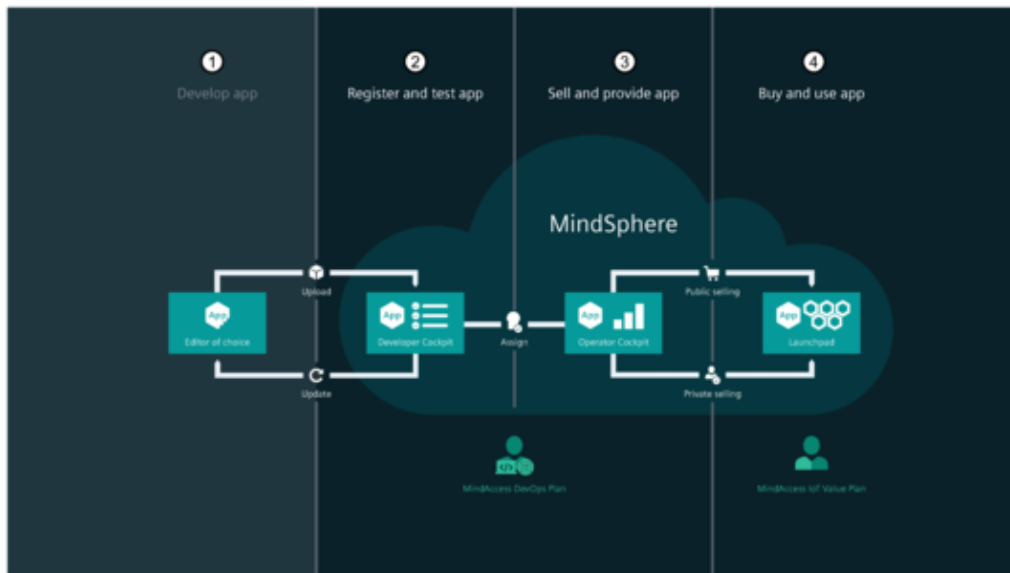 1
2
3
4
Develop app
Register and test app
Sell and provide app
Buy and use app
MindSphere
Upload
Public selling
App
App
App
App
Editor of choice
Developer Cockpit
Assign
Operator Cockpit
Launchpad
Update
Private selling
</>
MindAccess DevOps Plan
MindAccess IoT Value Plan